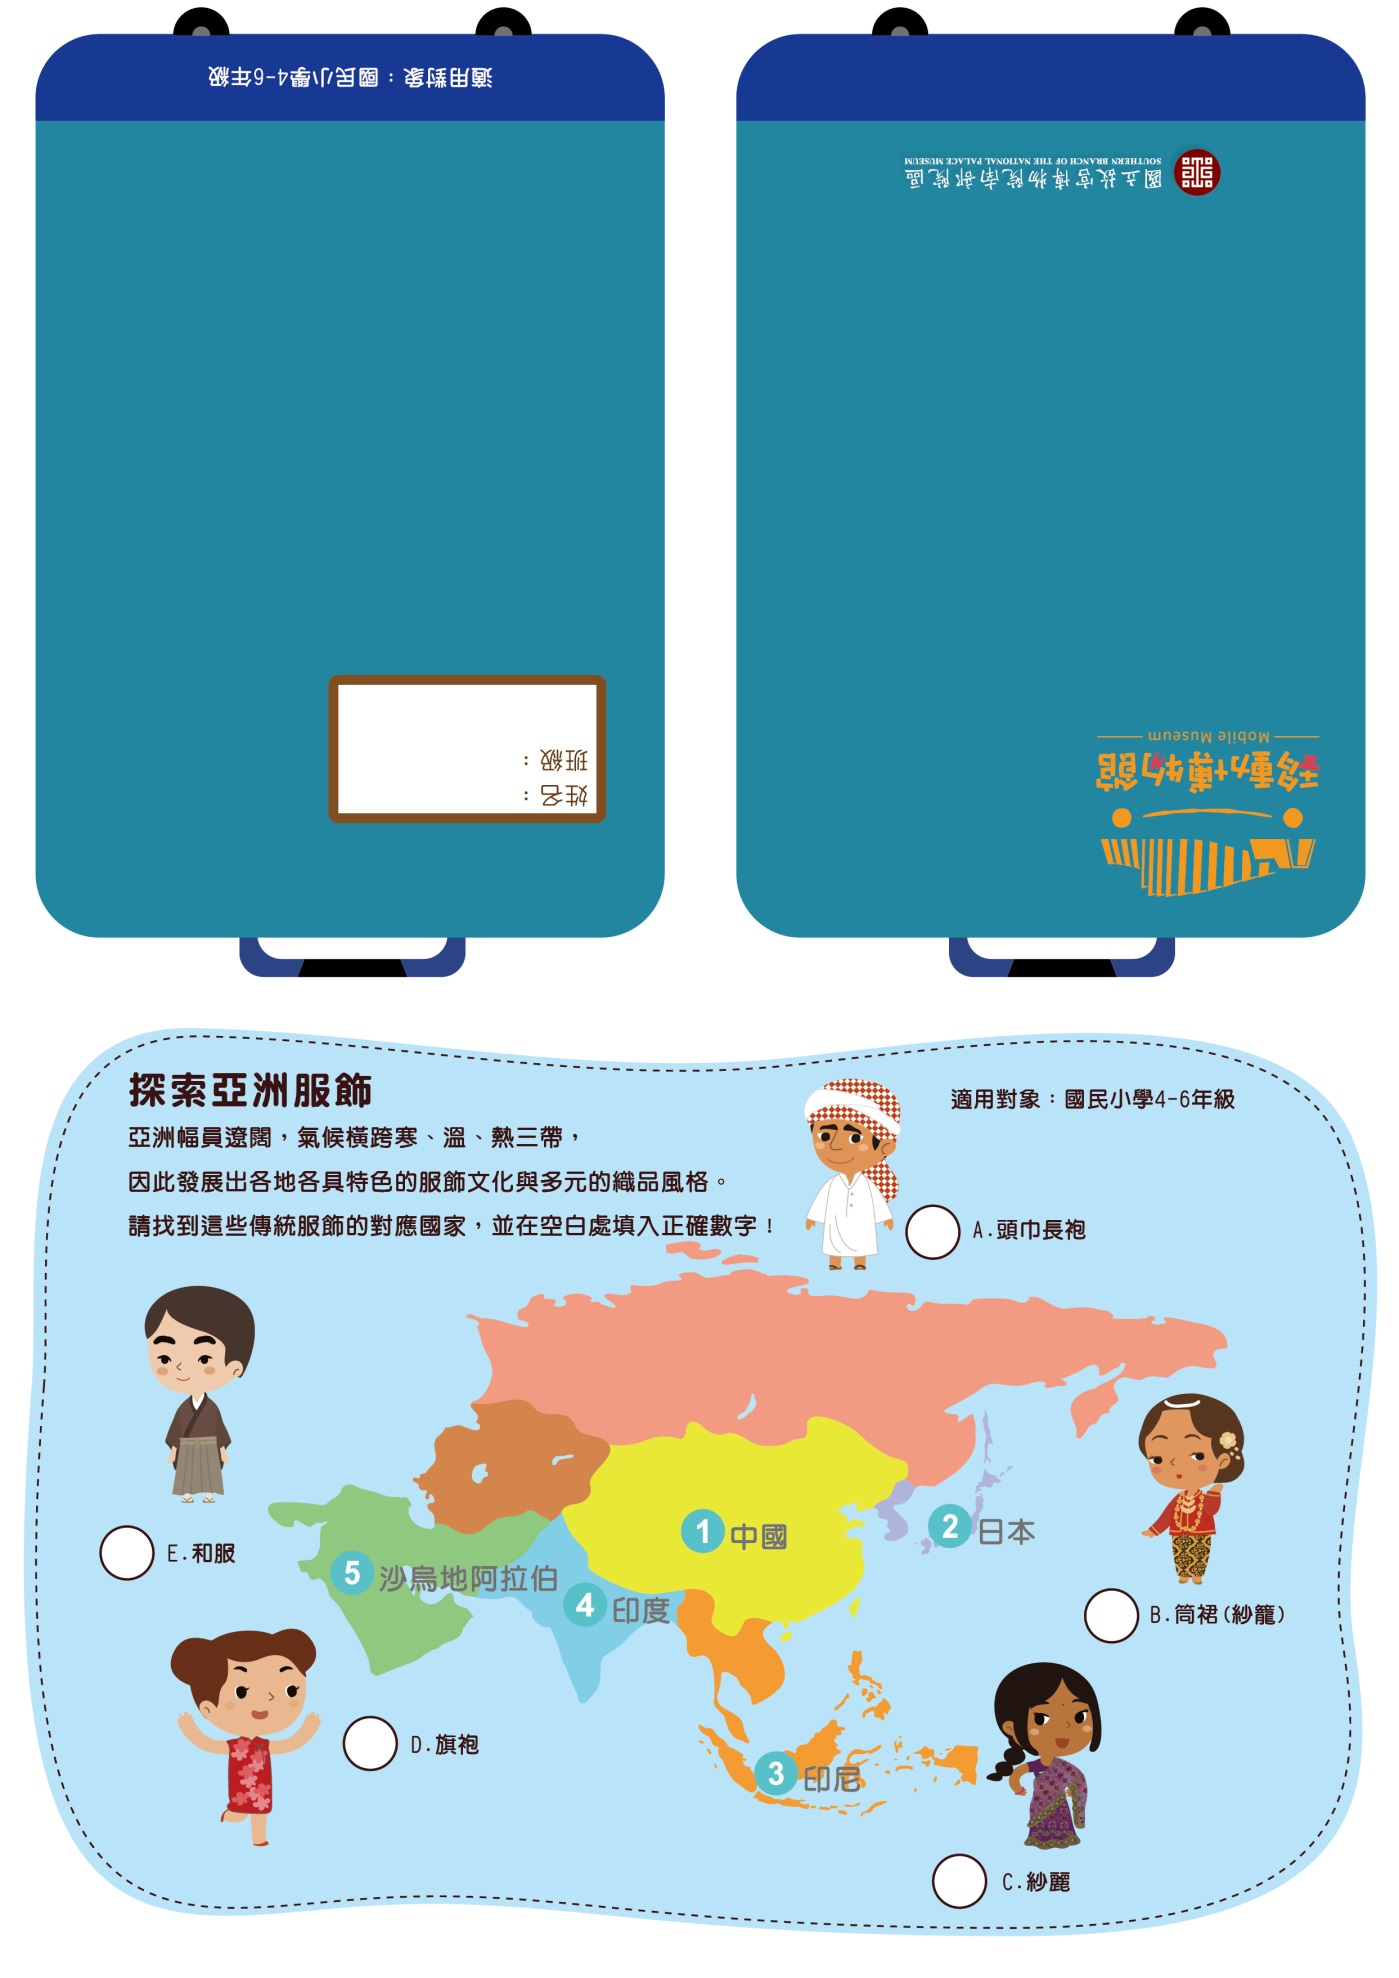 適用對象：國民小學4-6年級
國立故宮博物院南部院區
SOUTHERN BRANCH OF THE NATIONAL PALACE MUSEUM
姓名：
班級：
移動博物館
Mobile Museum
探索亞洲服飾
適用對象：國民小學4-6年級
亞洲幅員遼闊，氣候橫跨寒、溫、熱三帶，
因此發展出各地各具特色的服飾文化與多元的織品風格。
請找到這些傳統服飾的對應國家，並在空白處填入正確數字！
A.頭巾長袍
1 中國
2 日本
E.和服
5 沙烏地阿拉伯
4 印度
B.筒裙(紗籠)
D.旗袍
3 印尼
C.紗麗